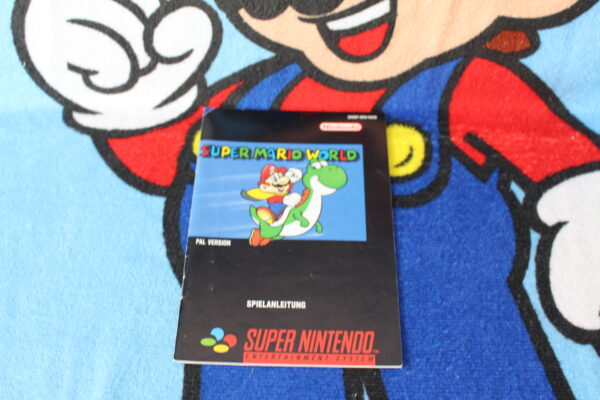 Nintendo
SUPER MARIO WORLD
PAL VERSION
SPIELANLEITUNG
SUPER NINTENDO
ENTERTAINMENT SYSTEM